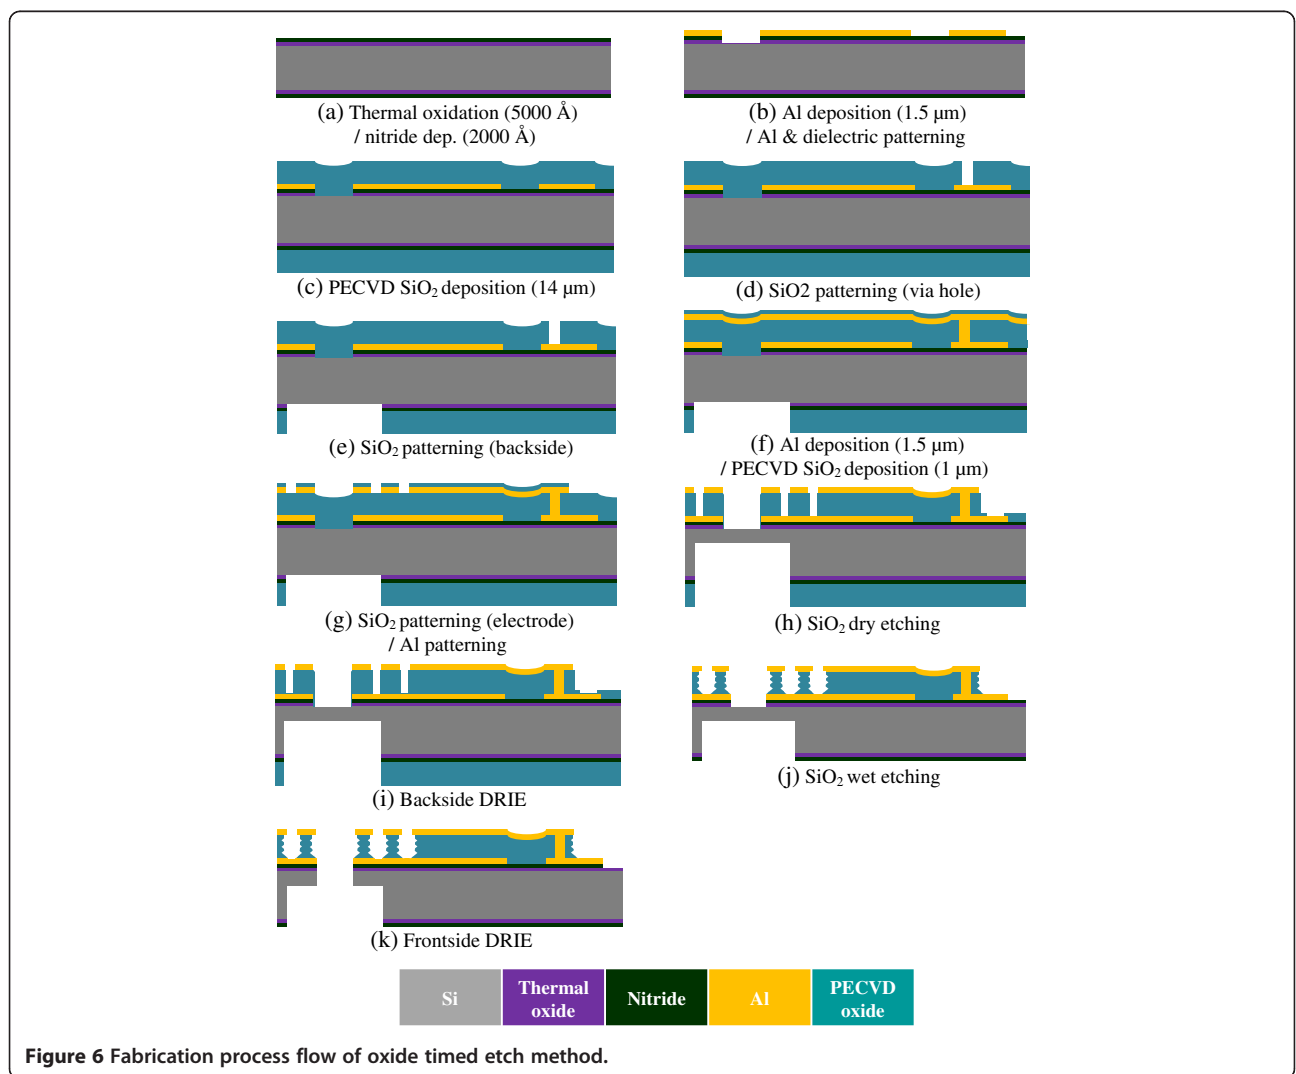 (a) Thermal oxidation (5000 Å)
/ nitride dep. (2000 Å)
(b) Al deposition (1.5 µm)
/ Al & dielectric patterning
(c) PECVD SiO₂ deposition (14 µm)
(d) SiO2 patterning (via hole)
(e) SiO₂ patterning (backside)
(f) Al deposition (1.5 µm)
/ PECVD SiO₂ deposition (1 µm)
(g) SiO₂ patterning (electrode)
/ Al patterning
(h) SiO₂ dry etching
(i) Backside DRIE
(j) SiO₂ wet etching
(k) Frontside DRIE
Si
Thermal
oxide
Nitride
Al
PECVD
oxide
Figure 6 Fabrication process flow of oxide timed etch method.